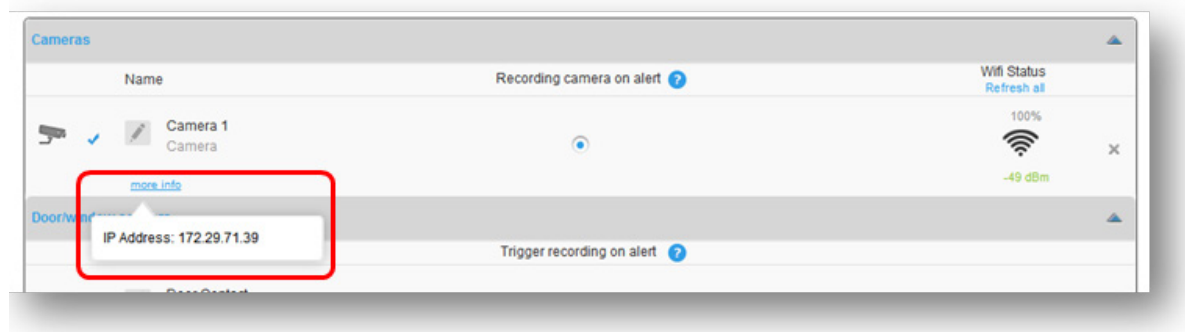 Cameras
Name
Recording camera on alert ?
Wifi Status
Refresh all
Camera 1
Camera
100%
-49 dBm
more info
IP Address: 172.29.71.39
Trigger recording on alert ?